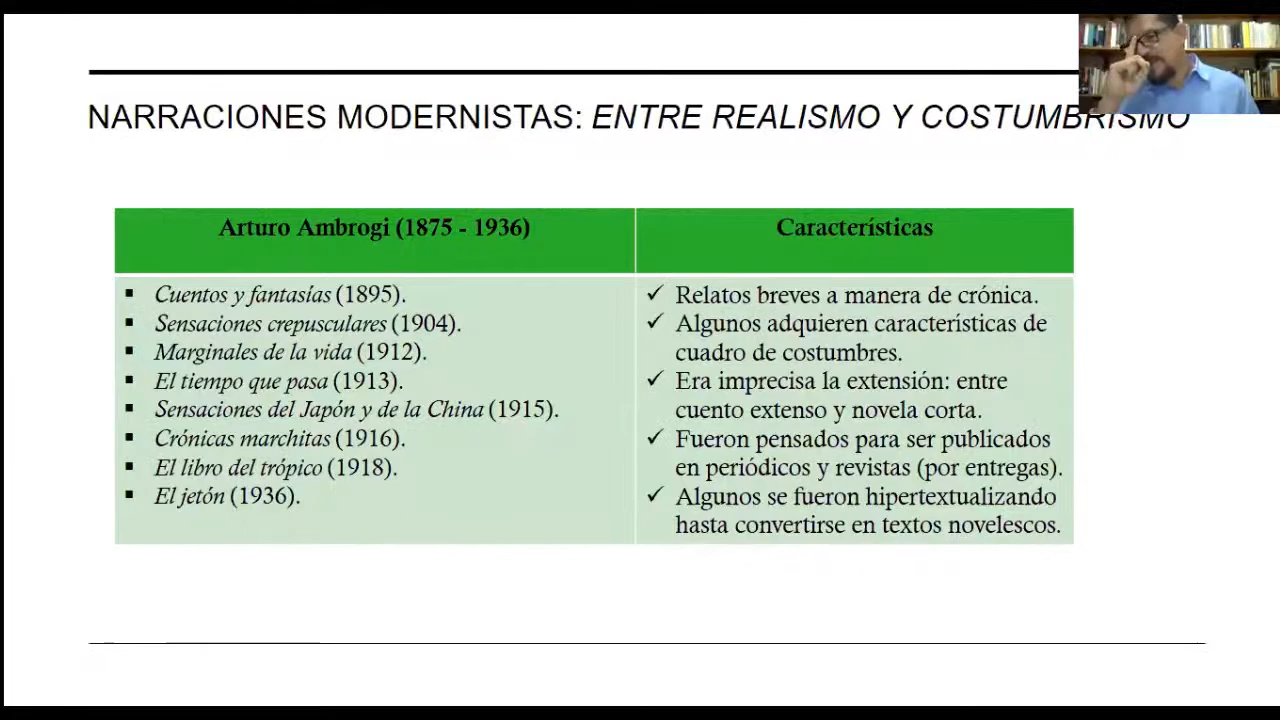 NARRACIONES MODERNISTAS: ENTRE REALISMO Y COSTUMBRISMO
Arturo Ambrogi (1875 - 1936)
Características
▪ Cuentos y fantasías (1895).
▪ Sensaciones crepusculares (1904).
▪ Marginales de la vida (1912).
▪ El tiempo que pasa (1913).
▪ Sensaciones del Japón y de la China (1915).
▪ Crónicas marchitas (1916).
▪ El libro del trópico (1918).
▪ El jetón (1936).
✓ Relatos breves a manera de crónica.
✓ Algunos adquieren características de
cuadro de costumbres.
✓ Era imprecisa la extensión: entre
cuento extenso y novela corta.
✓ Fueron pensados para ser publicados
en periódicos y revistas (por entregas).
✓ Algunos se fueron hipertextualizando
hasta convertirse en textos novelescos.